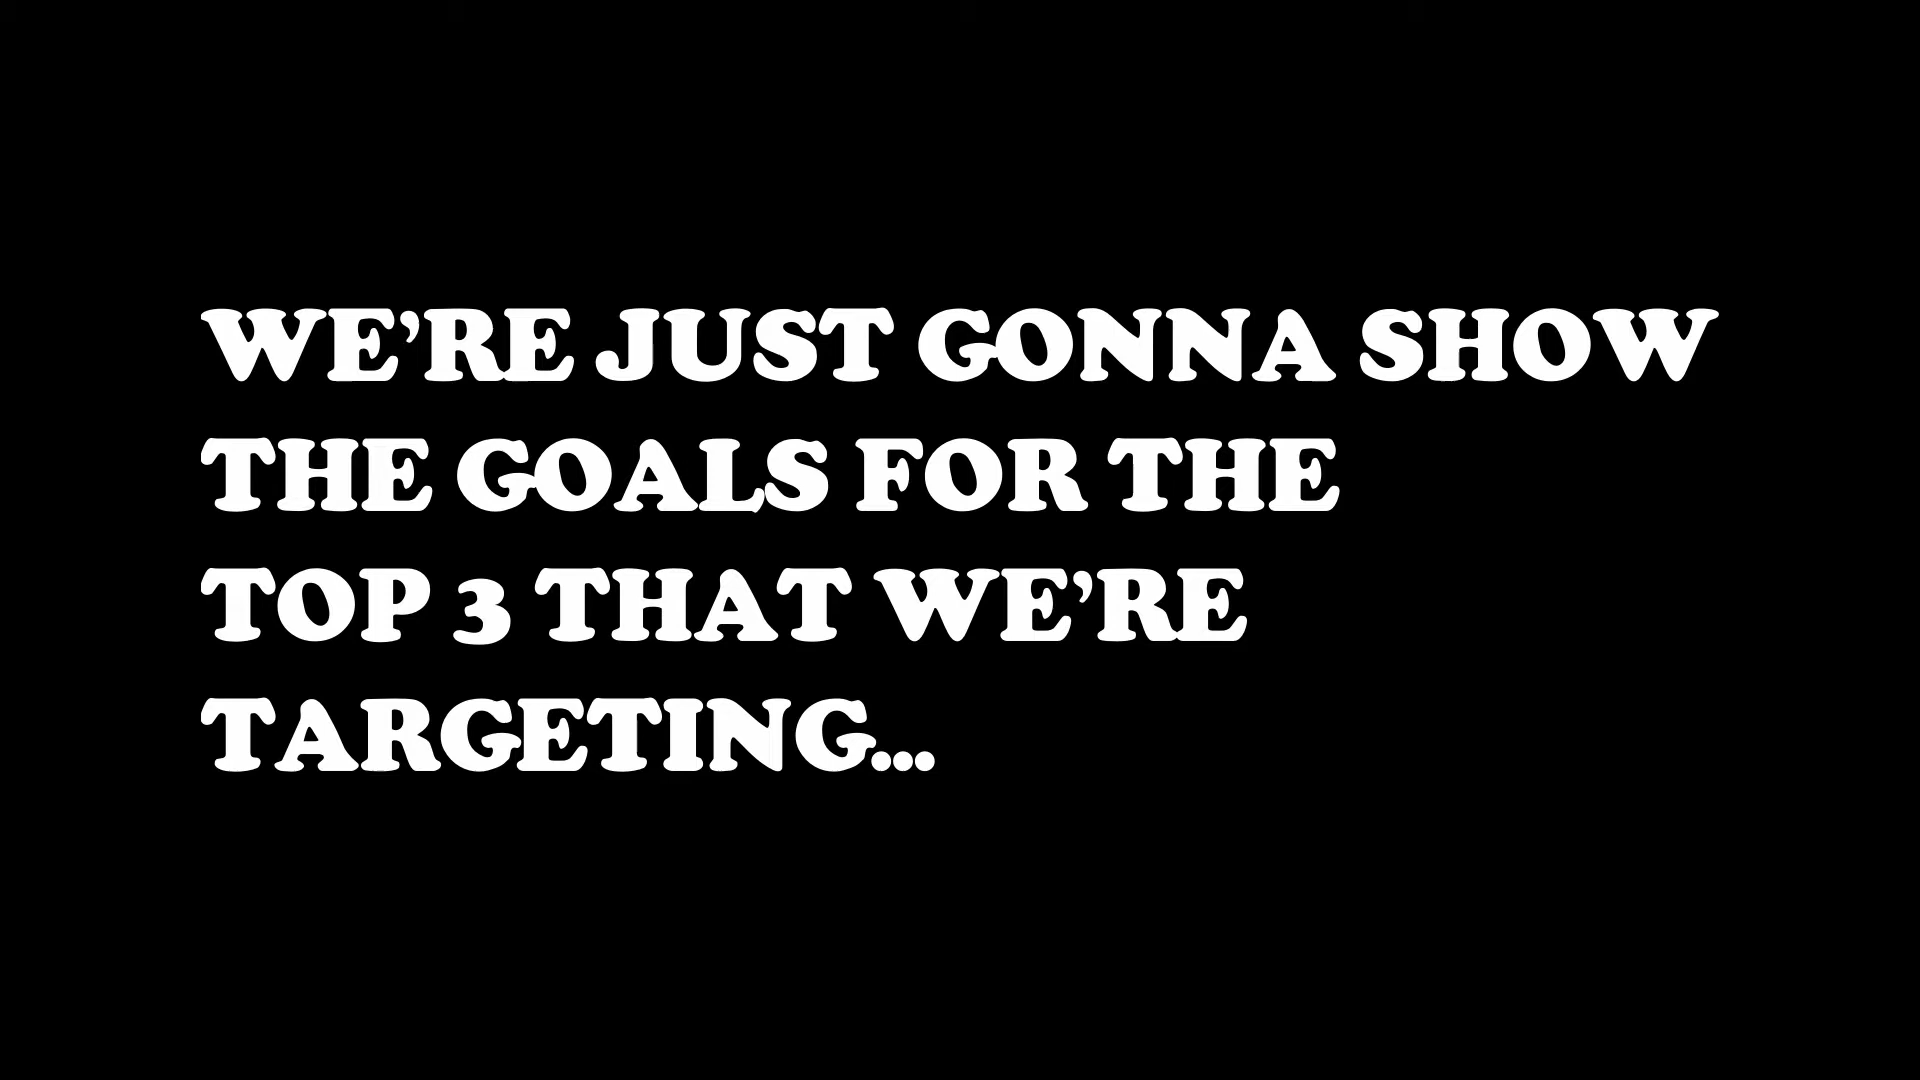 WE’RE JUST GONNA SHOW
THE GOALS FOR THE
TOP 3 THAT WE’RE
TARGETING...